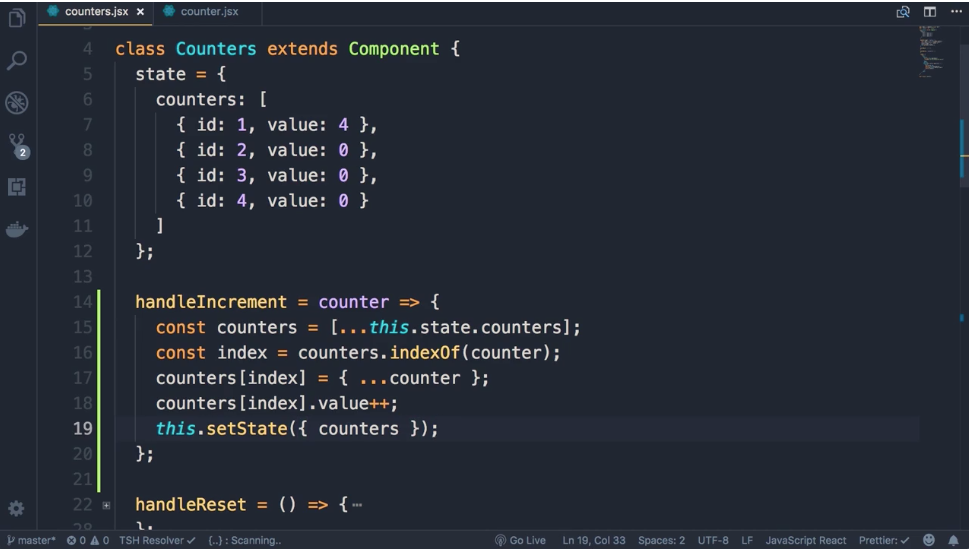 counters.jsx ×
counter.jsx
4 class Counters extends Component {
5 state = {
6 counters: [
7 { id: 1, value: 4 },
8 { id: 2, value: 0 },
9 { id: 3, value: 0 },
10 { id: 4, value: 0 }
11 ]
12 };
13
14 handleIncrement = counter => {
15 const counters = [...this.state.counters];
16 const index = counters.indexOf(counter);
17 counters[index] = { ...counter };
18 counters[index].value++;
19 this.setState({ counters });
20 };
21
22 handleReset = () => {⋯
28 };
2
master* 0 0 TSH Resolver ✓ {..} : Scanning.. Go Live Ln 19, Col 33 Spaces: 2 UTF-8 LF JavaScript React Prettier: ✓